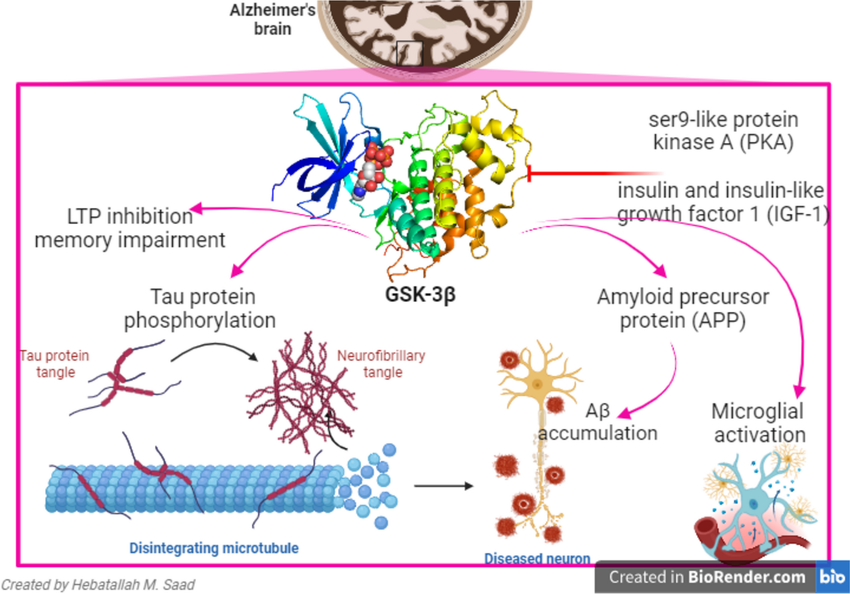 Alzheimer's
brain
ser9-like protein
kinase A (PKA)
insulin and insulin-like
growth factor 1 (IGF-1)
LTP inhibition
memory impairment
GSK-3β
Tau protein
phosphorylation
Amyloid precursor
protein (APP)
Tau protein
tangle
Neurofibrillary
tangle
Aβ
accumulation
Microglial
activation
Disintegrating microtubule
Diseased neuron
Created by Hebatallah M. Saad
Created in BioRender.com bio